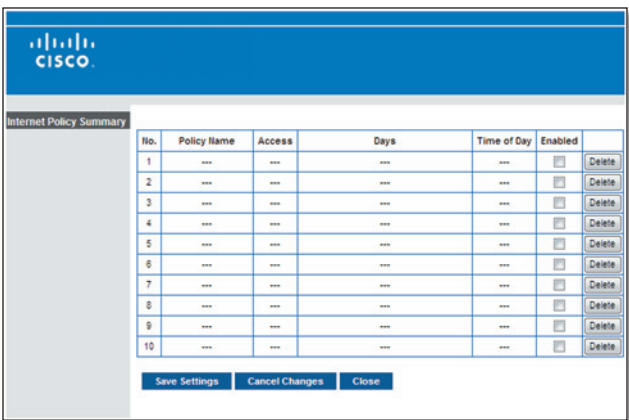 CISCO.
Internet Policy Summary
No. Policy Name Access Days Time of Day Enabled
1 --- --- --- --- Delete
2 --- --- --- --- Delete
3 --- --- --- --- Delete
4 --- --- --- --- Delete
5 --- --- --- --- Delete
6 --- --- --- --- Delete
7 --- --- --- --- Delete
8 --- --- --- --- Delete
9 --- --- --- --- Delete
10 --- --- --- --- Delete
Save Settings Cancel Changes Close